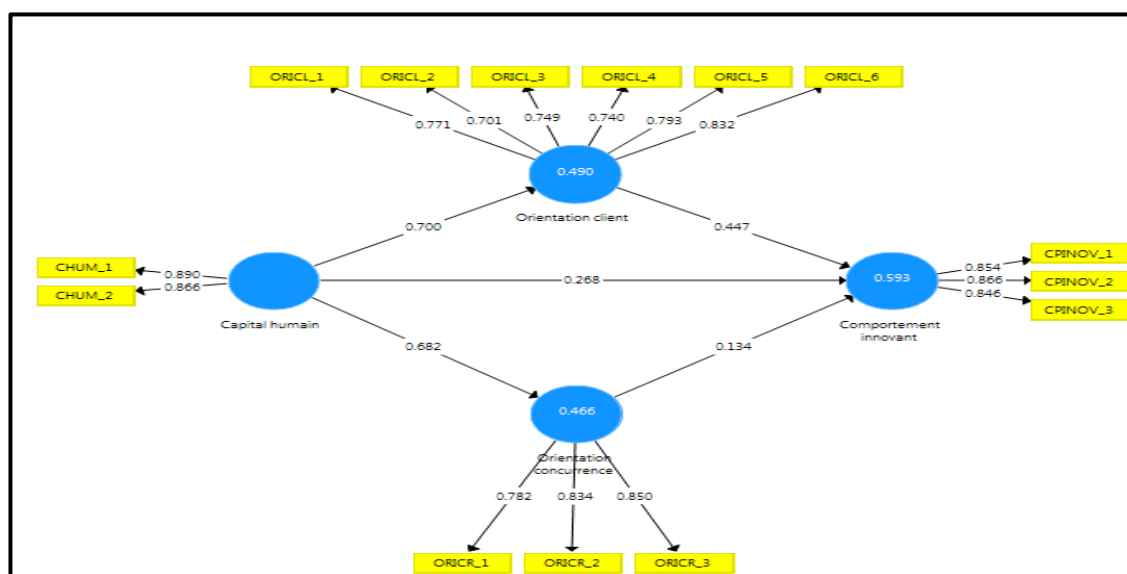 ORICL_1 ORICL_2 ORICL_3 ORICL_4 ORICL_5 ORICL_6
0.771 0.701 0.749 0.740 0.793 0.832
0.490
Orientation client
0.700 0.447
CHUM_1 0.890
CHUM_2 0.866
Capital humain
0.268
0.593
Comportement
innovant
0.854 CPINOV_1
0.866 CPINOV_2
0.846 CPINOV_3
0.682 0.134
0.466
Orientation
concurrence
0.782 0.834 0.850
ORICR_1 ORICR_2 ORICR_3